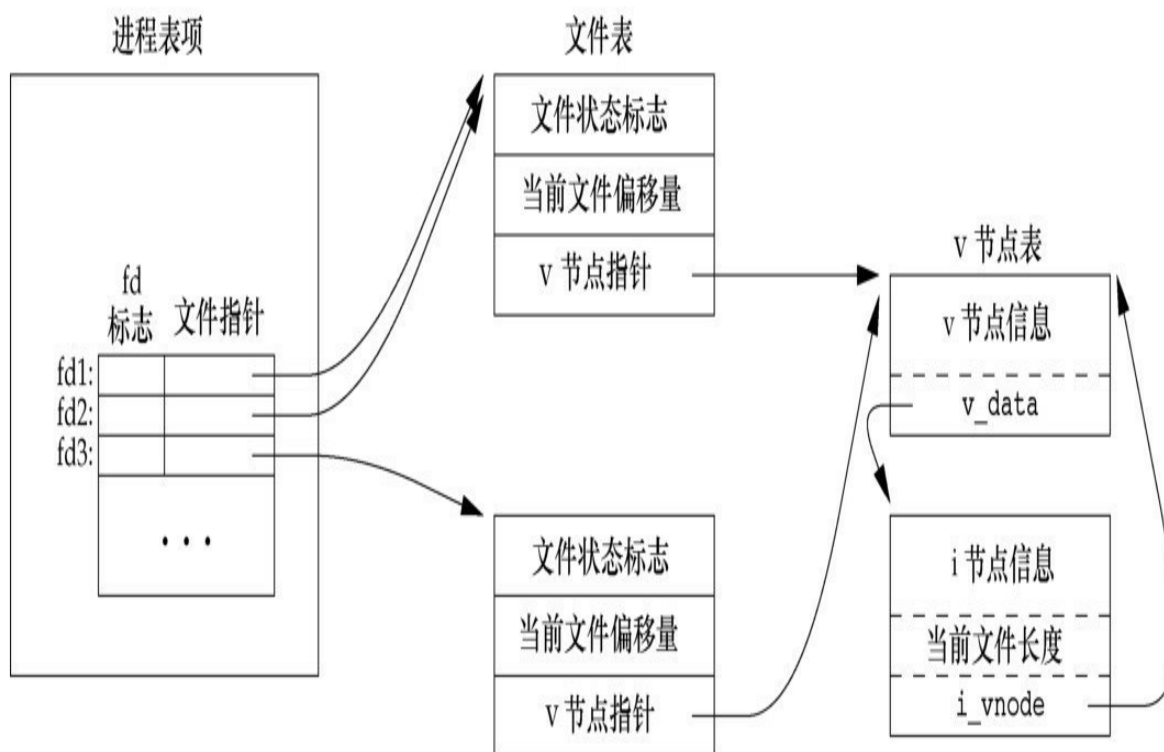 进程表项
fd
标志
文件指针
fd1:
fd2:
fd3:
...
文件表
文件状态标志
当前文件偏移量
v 节点指针
文件状态标志
当前文件偏移量
v 节点指针
v 节点表
v 节点信息
v_data
i 节点信息
当前文件长度
i_vnode